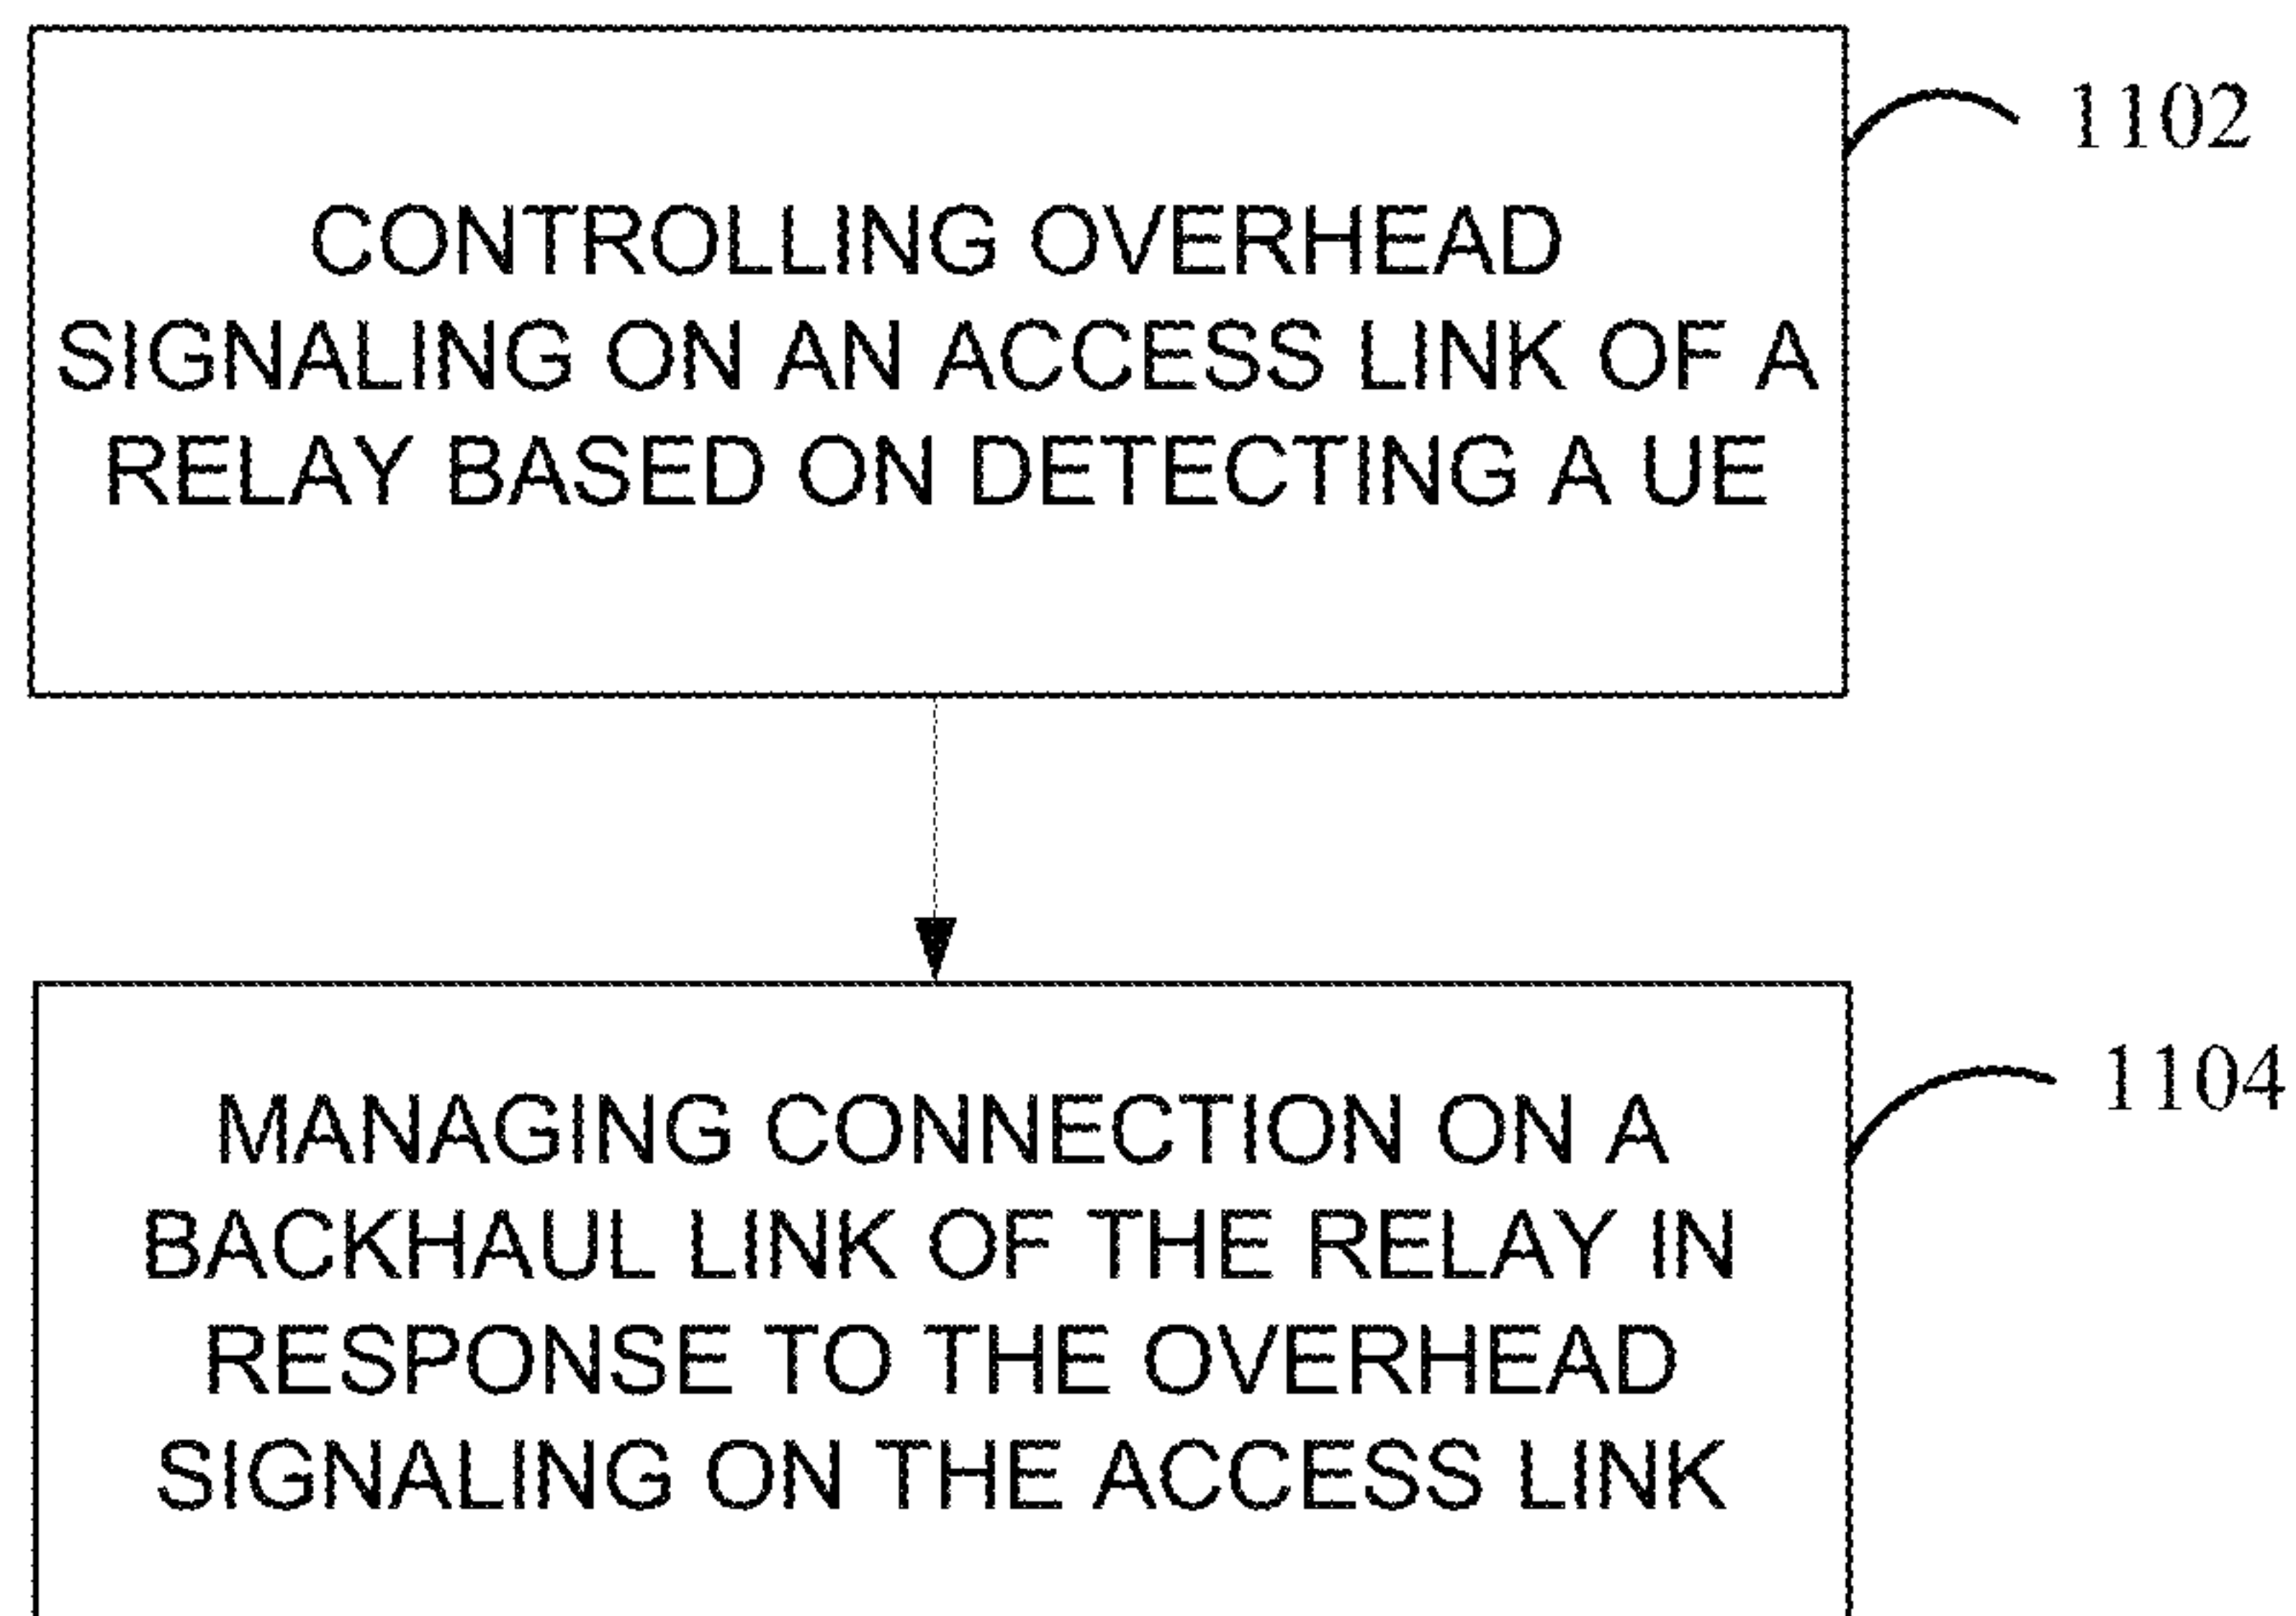 CONTROLLING OVERHEAD
SIGNALING ON AN ACCESS LINK OF A
RELAY BASED ON DETECTING A UE
1102
MANAGING CONNECTION ON A
BACKHAUL LINK OF THE RELAY IN
RESPONSE TO THE OVERHEAD
SIGNALING ON THE ACCESS LINK
1104